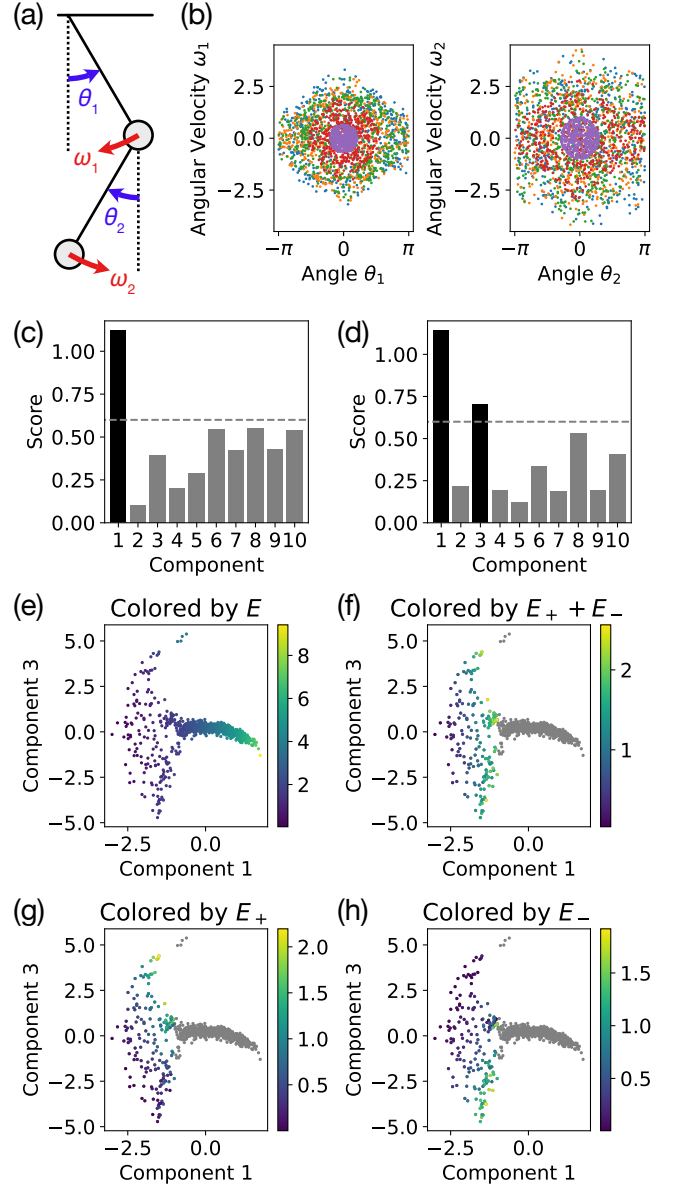 (a)
θ1
ω1
θ2
ω2
(b)
Angular Velocity ω1
2.5
0.0
−2.5
−π 0 π
Angle θ1
Angular Velocity ω2
2.5
0.0
−2.5
−π 0 π
Angle θ2
(c)
Score
1.00
0.75
0.50
0.25
0.00
1 2 3 4 5 6 7 8 9 10
Component
(d)
Score
1.00
0.75
0.50
0.25
0.00
1 2 3 4 5 6 7 8 9 10
Component
(e)
Colored by E
Component 3
5.0
2.5
0.0
−2.5
−5.0
−2.5 0.0
Component 1
8
6
4
2
(f)
Colored by E+ + E−
Component 3
5.0
2.5
0.0
−2.5
−5.0
−2.5 0.0
Component 1
2
1
(g)
Colored by E+
Component 3
5.0
2.5
0.0
−2.5
−5.0
−2.5 0.0
Component 1
2.0
1.5
1.0
0.5
(h)
Colored by E−
Component 3
5.0
2.5
0.0
−2.5
−5.0
−2.5 0.0
Component 1
1.5
1.0
0.5